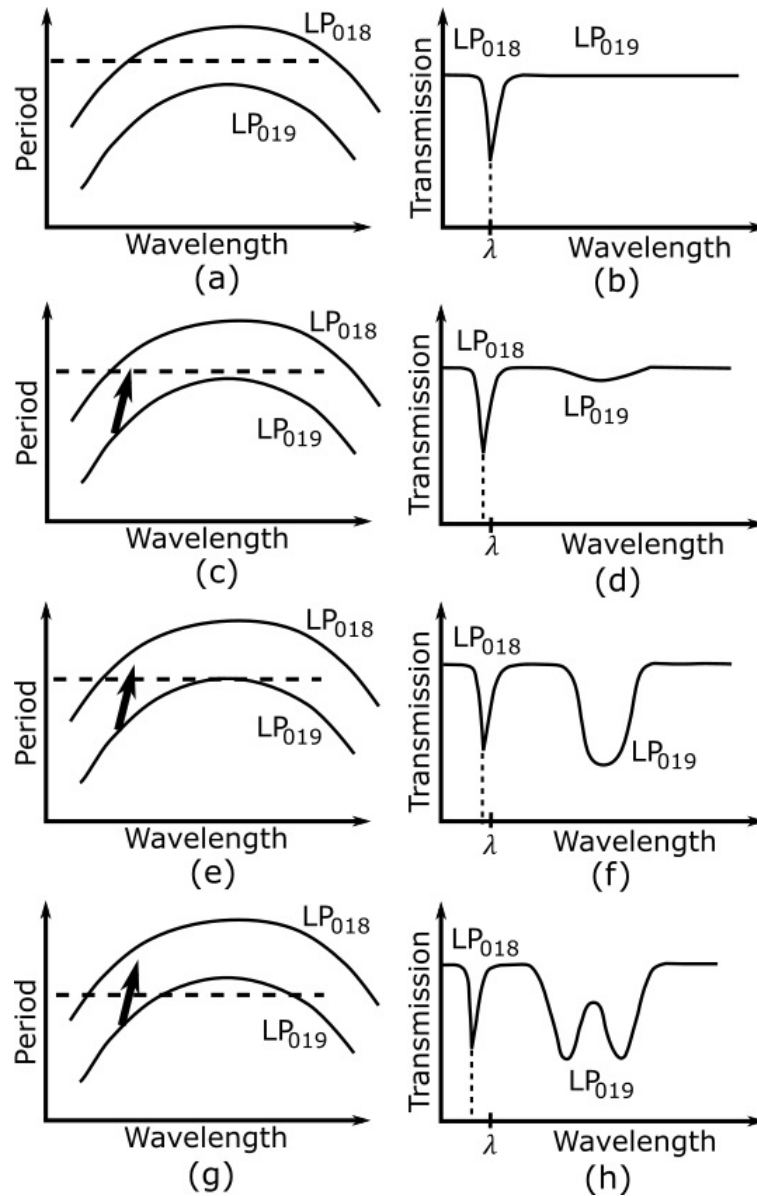 LP018
LP019
Period
Wavelength
(a)
LP018
LP019
Transmission
λ
Wavelength
(b)
LP018
LP019
Period
Wavelength
(c)
LP018
LP019
Transmission
λ
Wavelength
(d)
LP018
LP019
Period
Wavelength
(e)
LP018
LP019
Transmission
λ
Wavelength
(f)
LP018
LP019
Period
Wavelength
(g)
LP018
LP019
Transmission
λ
Wavelength
(h)